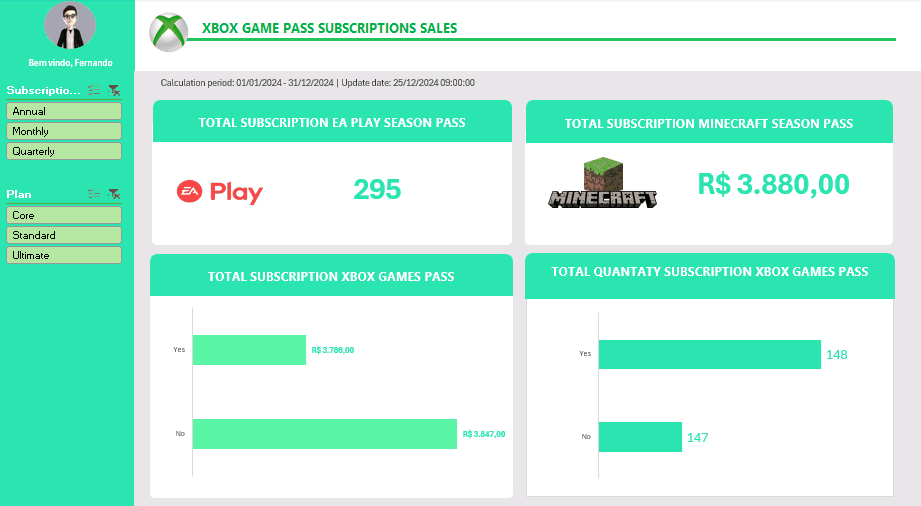 XBOX GAME PASS SUBSCRIPTIONS SALES
Bem vindo, Fernando
Calculation period: 01/01/2024 - 31/12/2024 | Update date: 25/12/2024 09:00:00
Subscriptio...
Annual
Monthly
Quarterly
Plan
Core
Standard
Ultimate
TOTAL SUBSCRIPTION EA PLAY SEASON PASS
EA Play
295
TOTAL SUBSCRIPTION MINECRAFT SEASON PASS
MINECRAFT
R$ 3.880,00
TOTAL SUBSCRIPTION XBOX GAMES PASS
Yes
R$ 3.786,00
No
R$ 3.847,00
TOTAL QUANTATY SUBSCRIPTION XBOX GAMES PASS
Yes
148
No
147